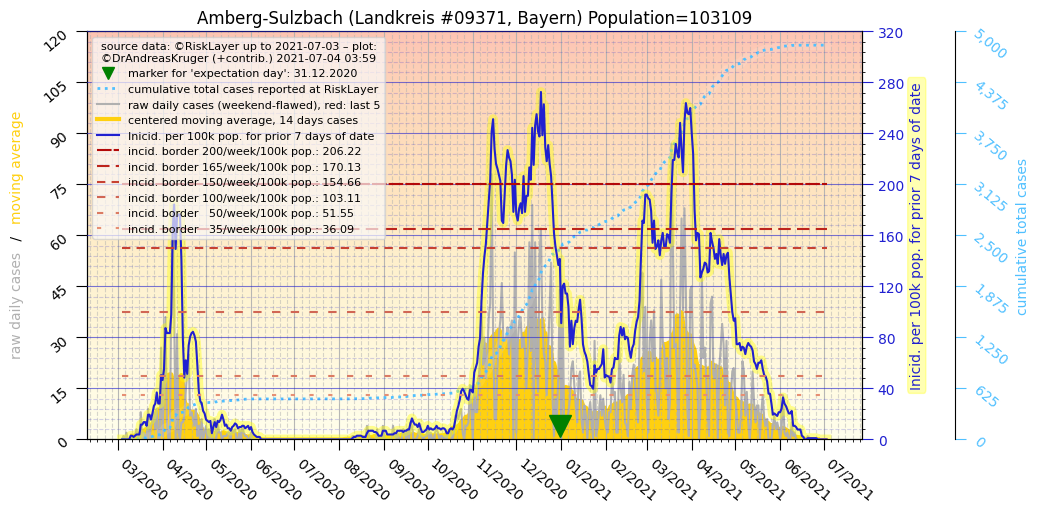 Amberg-Sulzbach (Landkreis #09371, Bayern) Population=103109
source data: ©RiskLayer up to 2021-07-03 – plot:
©DrAndreasKruger (+contrib.) 2021-07-04 03:59
marker for 'expectation day': 31.12.2020
cumulative total cases reported at RiskLayer
raw daily cases (weekend-flawed), red: last 5
centered moving average, 14 days cases
Inicid. per 100k pop. for prior 7 days of date
incid. border 200/week/100k pop.: 206.22
incid. border 165/week/100k pop.: 170.13
incid. border 150/week/100k pop.: 154.66
incid. border 100/week/100k pop.: 103.11
incid. border 50/week/100k pop.: 51.55
incid. border 35/week/100k pop.: 36.09
raw daily cases / moving average
120
105
90
75
60
45
30
15
0
320
280
240
200
160
120
80
40
0
Inicid. per 100k pop. for prior 7 days of date
5,000
4,375
3,750
3,125
2,500
1,875
1,250
625
0
cumulative total cases
03/2020
04/2020
05/2020
06/2020
07/2020
08/2020
09/2020
10/2020
11/2020
12/2020
01/2021
02/2021
03/2021
04/2021
05/2021
06/2021
07/2021